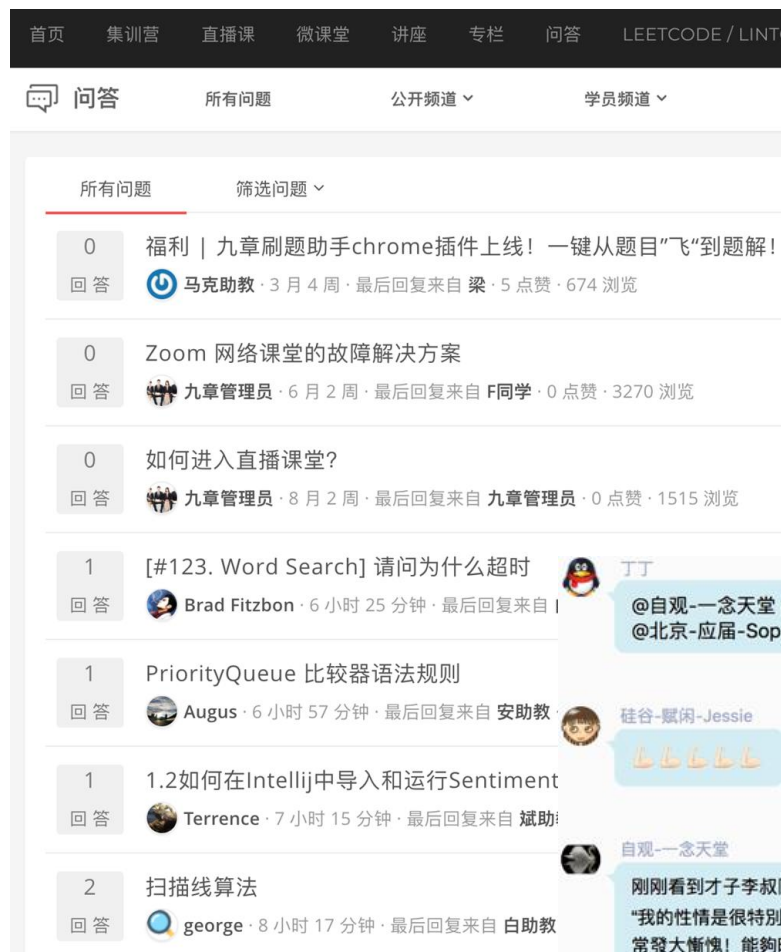 首页 集训营 直播课 微课堂 讲座 专栏 问答 LEETCODE / LINT
问答 所有问题 公开频道 学员频道
所有问题 筛选问题
0 回答
福利 | 九章刷题助手chrome插件上线！一键从题目"飞"到题解！
马克助教 · 3 月 4 周 · 最后回复来自 梁 · 5 点赞 · 674 浏览
0 回答
Zoom 网络课堂的故障解决方案
九章管理员 · 6 月 2 周 · 最后回复来自 F同学 · 0 点赞 · 3270 浏览
0 回答
如何进入直播课堂?
九章管理员 · 8 月 2 周 · 最后回复来自 九章管理员 · 0 点赞 · 1515 浏览
1 回答
[#123. Word Search] 请问为什么超时
Brad Fitzbon · 6 小时 25 分钟 · 最后回复来自
1 回答
PriorityQueue 比较器语法规则
Augus · 6 小时 57 分钟 · 最后回复来自 安助教 ·
1 回答
1.2如何在Intellij中导入和运行Sentiment
Terrence · 7 小时 15 分钟 · 最后回复来自 斌助
2 回答
扫描线算法
george · 8 小时 17 分钟 · 最后回复来自 白助教
丁丁
@自观-一念天堂
@北京-应届-Sop
硅谷-赋闲-Jessie
自观-一念天堂
刚刚看到才子李叔
“我的性情是很特別
常發大慚愧！能夠